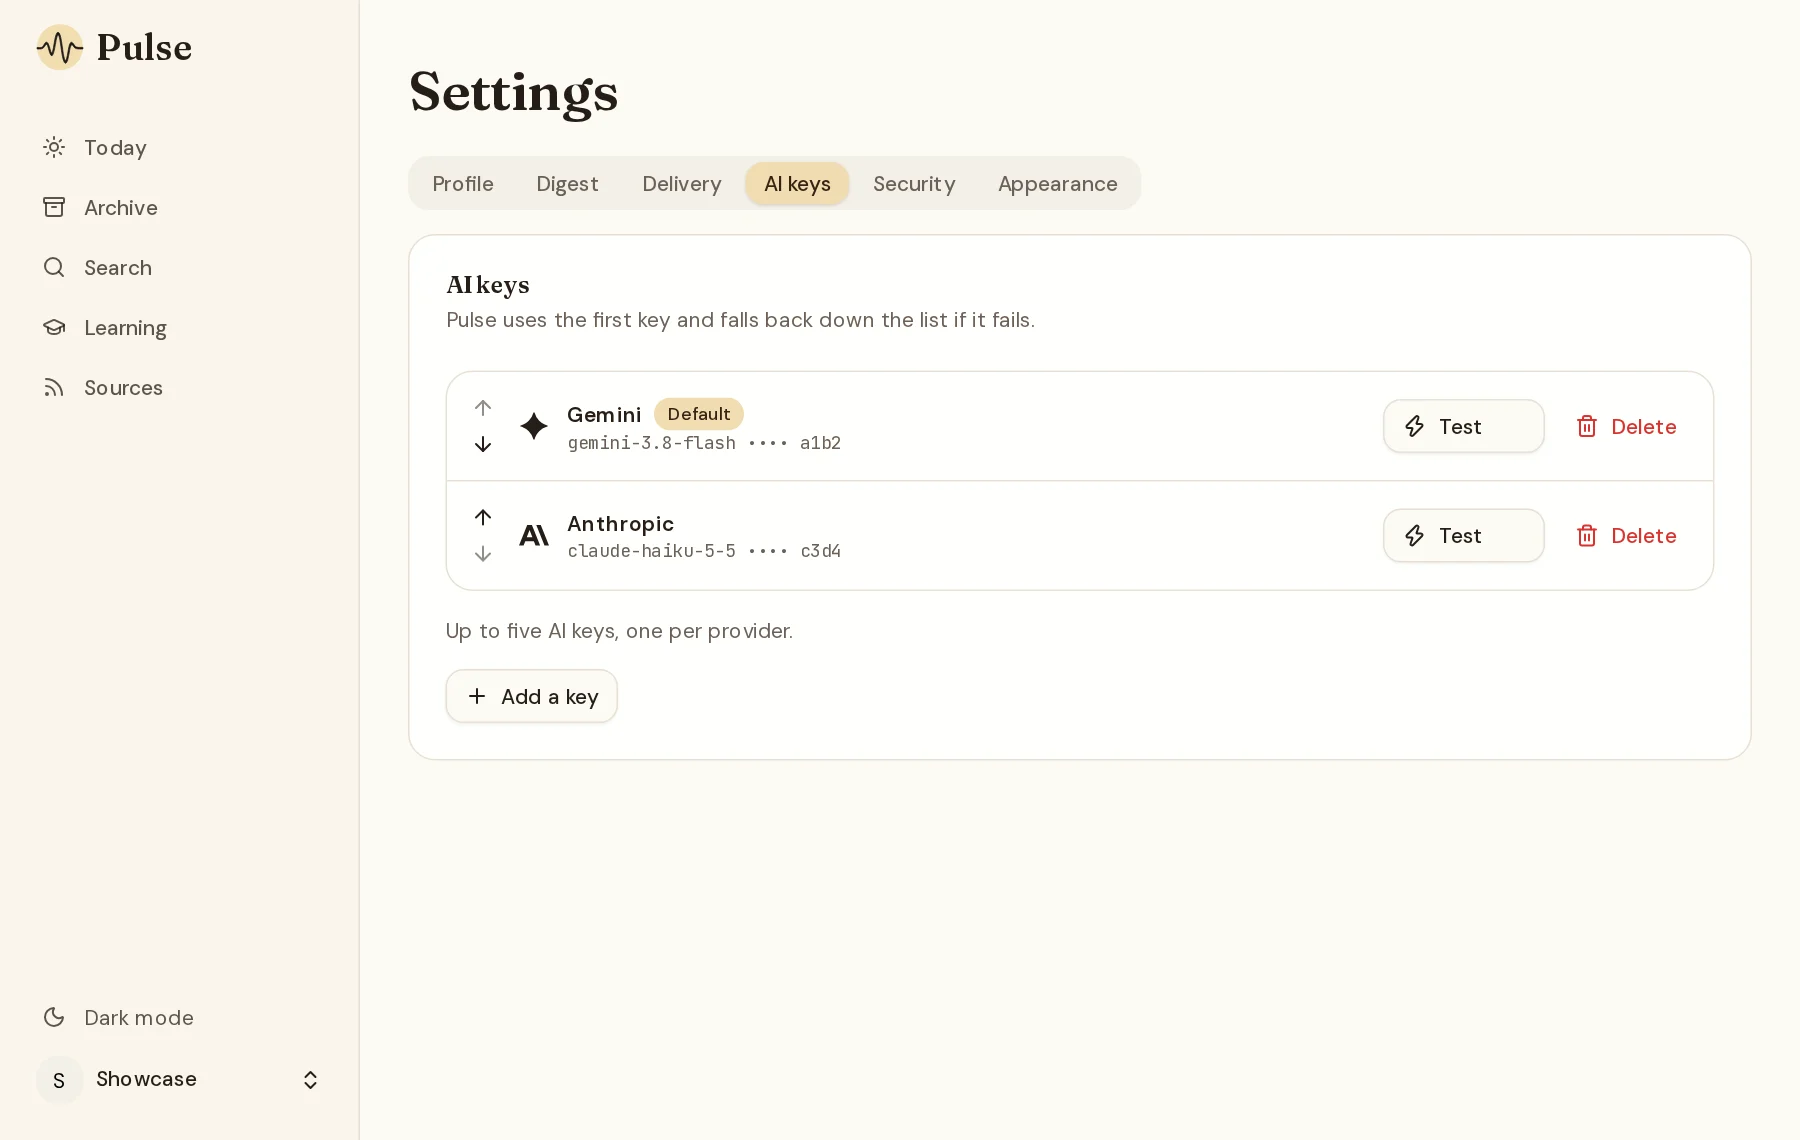 Pulse
Today
Archive
Search
Learning
Sources
Dark mode
S
Showcase
Settings
Profile
Digest
Delivery
AI keys
Security
Appearance
AI keys
Pulse uses the first key and falls back down the list if it fails.
Gemini
Default
gemini-3.8-flash •••• a1b2
Test
Delete
Anthropic
claude-haiku-5-5 •••• c3d4
Test
Delete
Up to five AI keys, one per provider.
Add a key